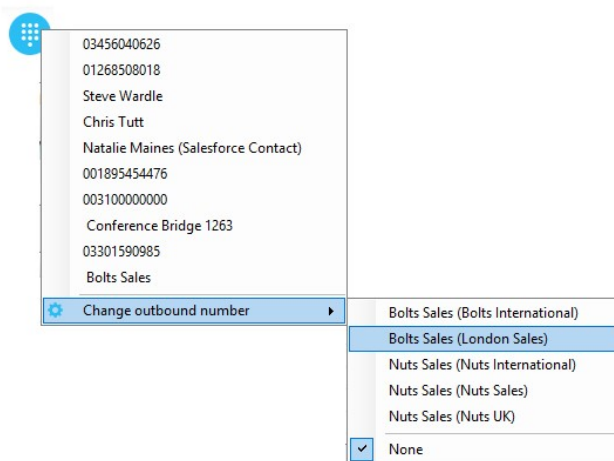 03456040626
01268508018
Steve Wardle
Chris Tutt
Natalie Maines (Salesforce Contact)
001895454476
003100000000
Conference Bridge 1263
03301590985
Bolts Sales
Change outbound number
Bolts Sales (Bolts International)
Bolts Sales (London Sales)
Nuts Sales (Nuts International)
Nuts Sales (Nuts Sales)
Nuts Sales (Nuts UK)
None